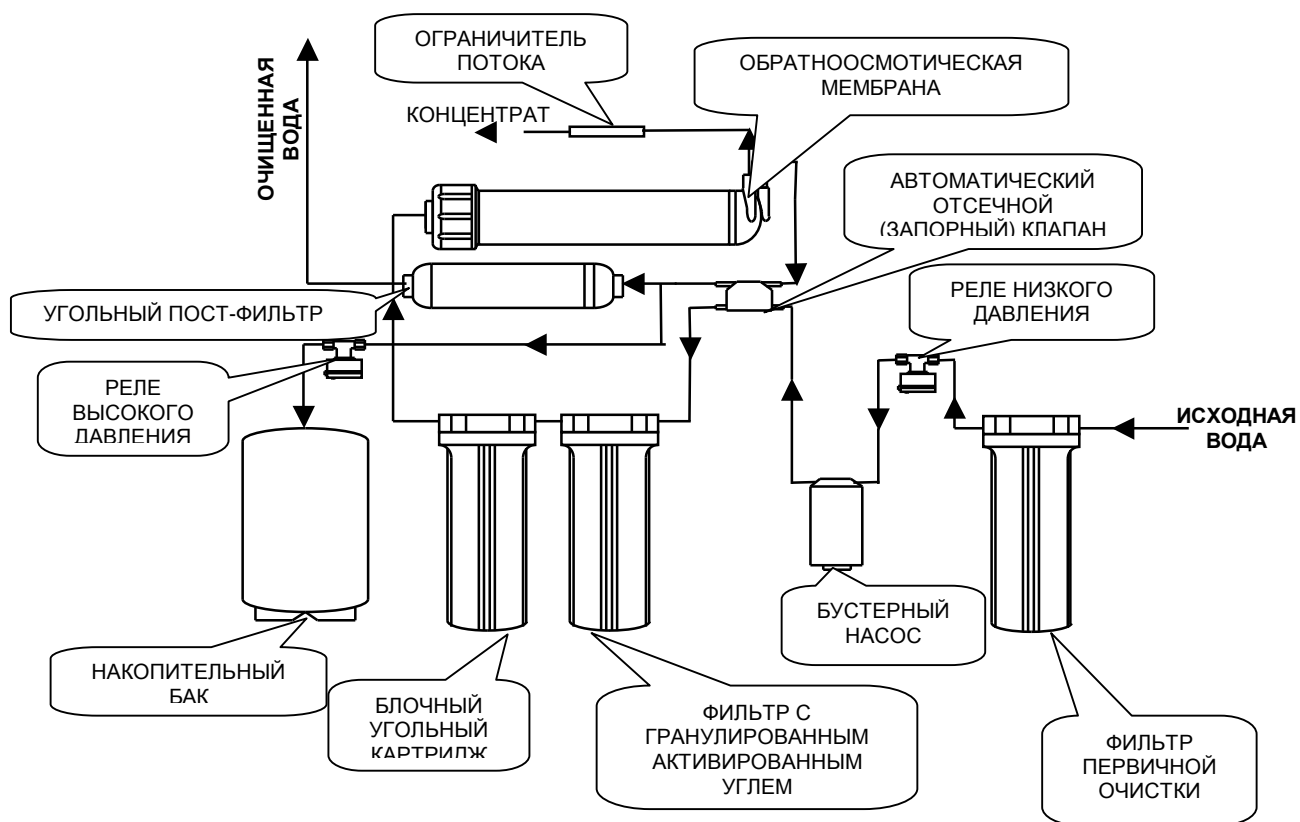 ОГРАНИЧИТЕЛЬ
ПОТОКА
ОБРАТНООСМОТИЧЕСКАЯ
МЕМБРАНА
КОНЦЕНТРАТ
ОЧИЩЕННАЯ
ВОДА
АВТОМАТИЧЕСКИЙ
ОТСЕЧНОЙ
(ЗАПОРНЫЙ) КЛАПАН
РЕЛЕ НИЗКОГО
ДАВЛЕНИЯ
УГОЛЬНЫЙ ПОСТ-ФИЛЬТР
РЕЛЕ
ВЫСОКОГО
ДАВЛЕНИЯ
ИСХОДНАЯ
ВОДА
БУСТЕРНЫЙ
НАСОС
НАКОПИТЕЛЬНЫЙ
БАК
БЛОЧНЫЙ
УГОЛЬНЫЙ
КАРТРИДЖ
ФИЛЬТР С
ГРАНУЛИРОВАННЫМ
АКТИВИРОВАННЫМ
УГЛЕМ
ФИЛЬТР
ПЕРВИЧНОЙ
ОЧИСТКИ